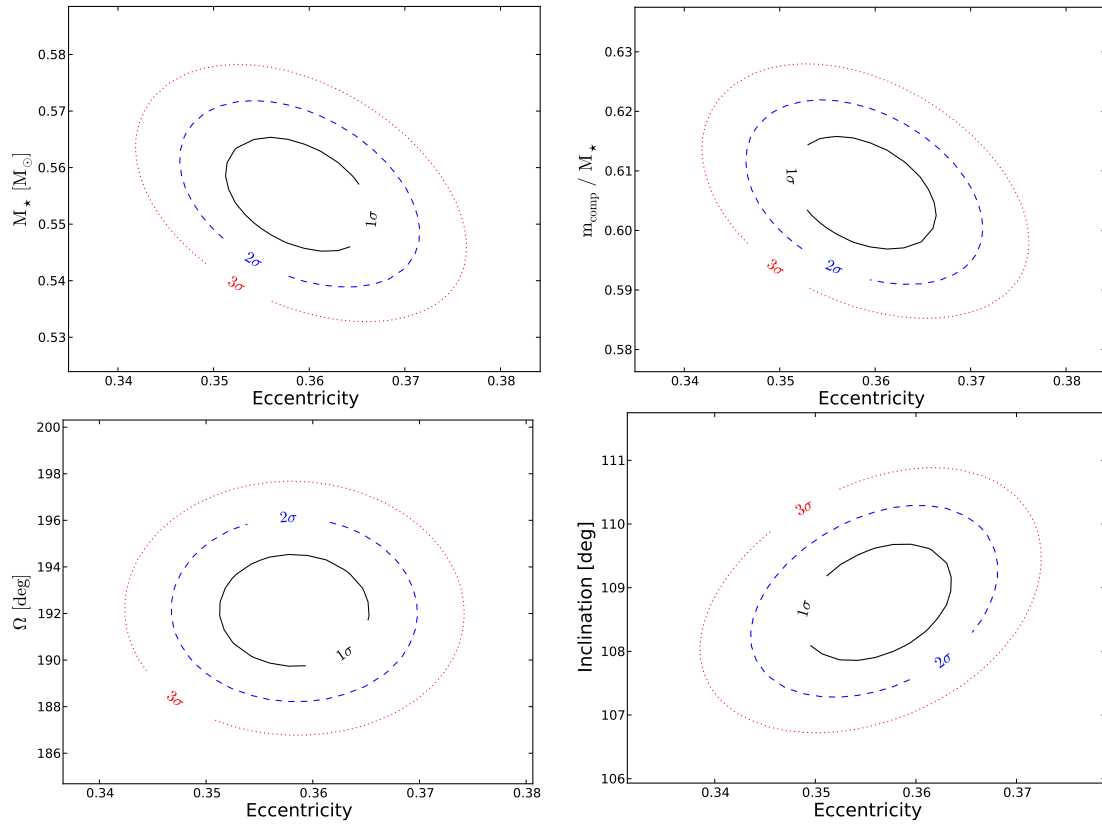 0.58
0.57
0.56
0.55
0.54
0.53
M⋆ [M⊙]
1σ
2σ
3σ
0.34 0.35 0.36 0.37 0.38
Eccentricity
0.63
0.62
0.61
0.60
0.59
0.58
m_comp / M⋆
1σ
3σ
2σ
0.34 0.35 0.36 0.37 0.38
Eccentricity
200
198
196
194
192
190
188
186
Ω [deg]
2σ
1σ
3σ
0.34 0.35 0.36 0.37 0.38
Eccentricity
111
110
109
108
107
106
Inclination [deg]
3σ
1σ
2σ
0.34 0.35 0.36 0.37
Eccentricity